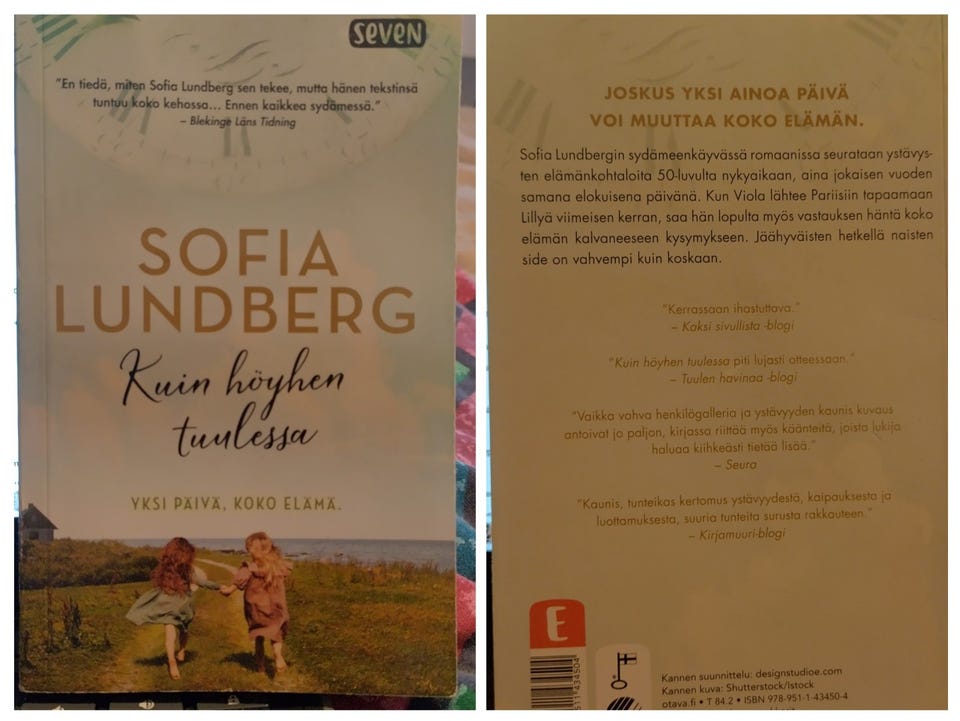 SEVEN
"En tiedä, miten Sofia Lundberg sen tekee, mutta hänen tekstinsä
tuntuu koko kehossa... Ennen kaikkea sydämessä."
– Blekinge Läns Tidning
SOFIA
LUNDBERG
Kuin höyhen
tuulessa
YKSI PÄIVÄ, KOKO ELÄMÄ.
JOSKUS YKSI AINOA PÄIVÄ
VOI MUUTTAA KOKO ELÄMÄN.
Sofia Lundbergin sydämeenkäyvässä romaanissa seurataan ystävys-
ten elämänkohtaloita 50-luvulta nykyaikaan, aina jokaisen vuoden
samana elokuisena päivänä. Kun Viola lähtee Pariisiin tapaamaan
Lillyä viimeisen kerran, saa hän lopulta myös vastauksen häntä koko
elämän kalvaneeseen kysymykseen. Jäähyväisten hetkellä naisten
side on vahvempi kuin koskaan.
"Kerrassaan ihastuttava."
– Kaksi sivullista -blogi
"Kuin höyhen tuulessa piti lujasti otteessaan."
– Tuulen havinaa -blogi
"Vaikka vahva henkilögalleria ja ystävyyden kaunis kuvaus
antoivat jo paljon, kirjassa riittää myös käänteitä, joista lukija
haluaa kiihkeästi tietää lisää."
– Seura
"Kaunis, tunteikas kertomus ystävyydestä, kaipauksesta ja
luottamuksesta, suuria tunteita surusta rakkauteen."
– Kirjamuuri-blogi
E
Kannen suunnittelu: designstudioe.com
Kannen kuva: Shutterstock/Istock
otava.fi • T 84.2 • ISBN 978-951-1-43450-4